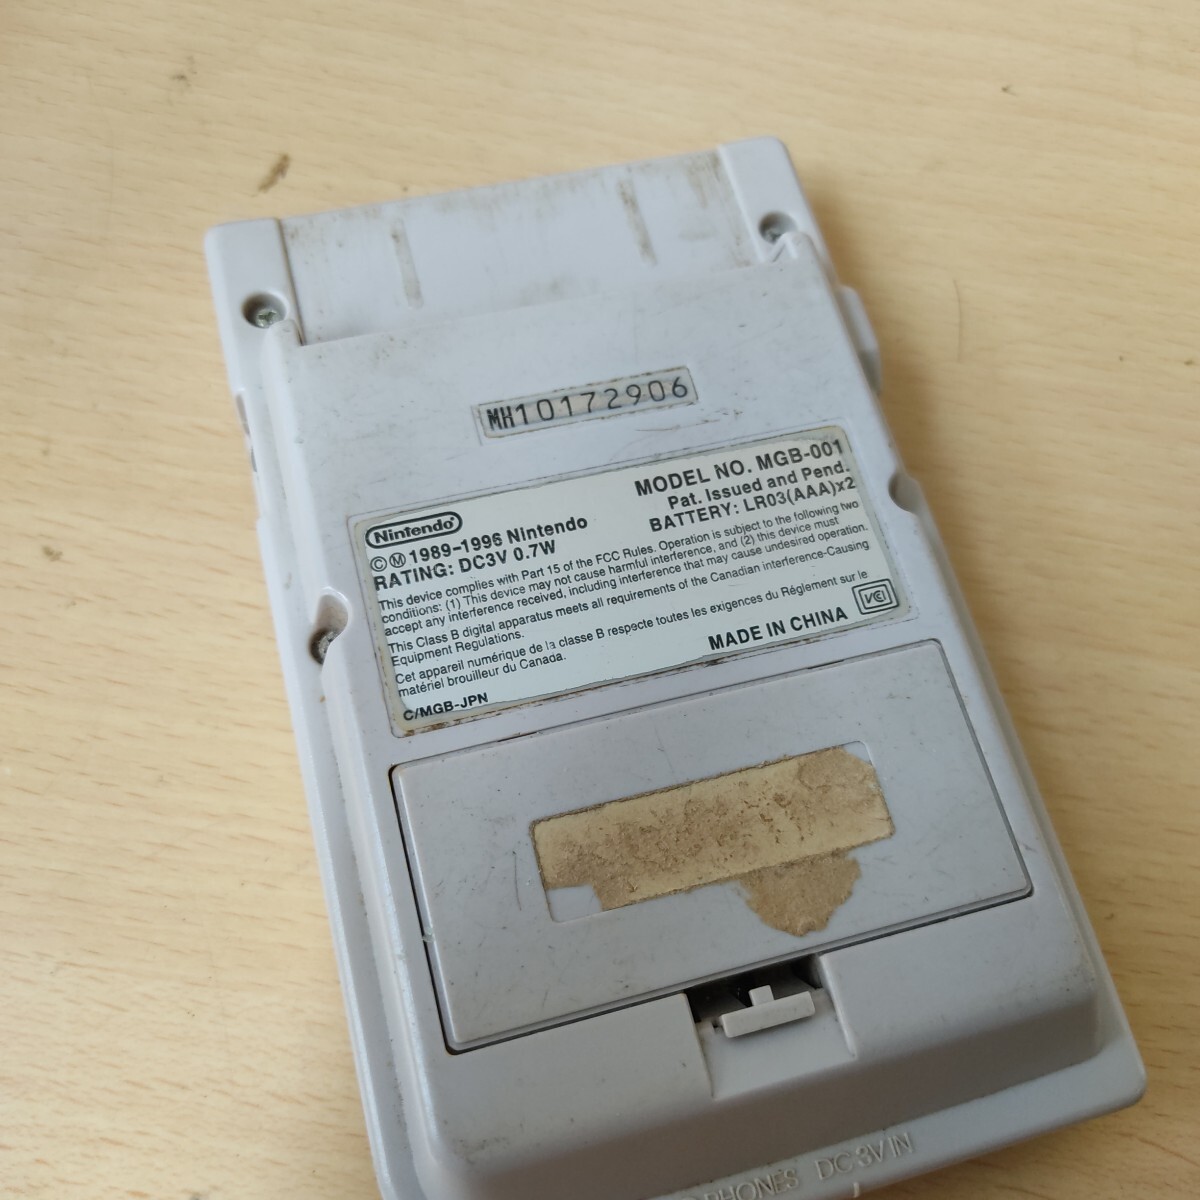 MH10172906
Nintendo
MODEL NO. MGB-001
Pat. Issued and Pend.
BATTERY: LR03(AAA)x2
©Ⓜ 1989-1996 Nintendo
RATING: DC3V 0.7W
This device complies with Part 15 of the FCC Rules. Operation is subject to the following two
conditions: (1) This device may not cause harmful interference, and (2) this device must
accept any interference received, including interference that may cause undesired operation.
This Class B digital apparatus meets all requirements of the Canadian Interference-Causing
Equipment Regulations.
Cet appareil numérique de la classe B respecte toutes les exigences du Réglement sur le
matériel brouilleur du Canada.
MADE IN CHINA
VCI
C/MGB-JPN
PHONES DC3V IN